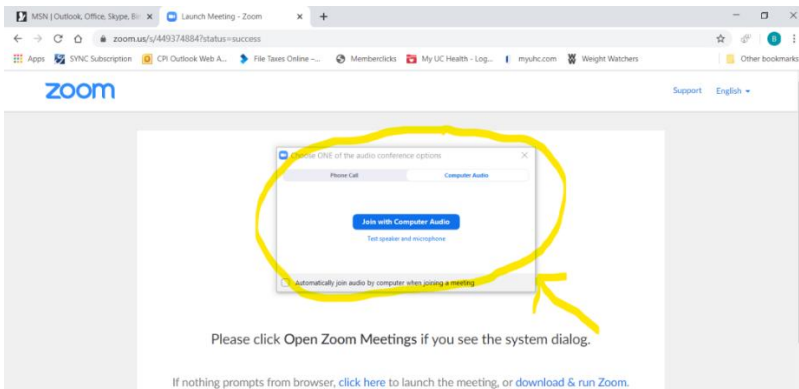 MSN | Outlook, Office, Skype, Bi
Launch Meeting - Zoom
zoom.us/s/449374884?status=success
B
Apps SYNC Subscription CPI Outlook Web A... File Taxes Online –... Memberclicks My UC Health - Log... myuhc.com Weight Watchers Other bookmarks
zoom
Support English
Choose ONE of the audio conference options
Phone Call Computer Audio
Join with Computer Audio
Test speaker and microphone
Automatically join audio by computer when joining a meeting
Please click Open Zoom Meetings if you see the system dialog.
If nothing prompts from browser, click here to launch the meeting, or download & run Zoom.